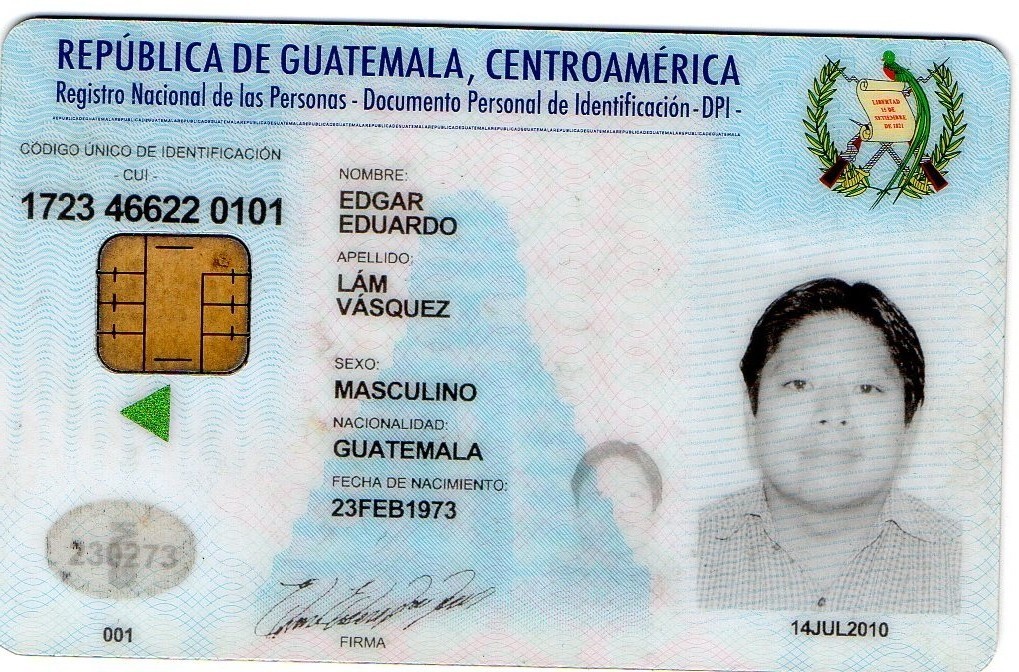 REPÚBLICA DE GUATEMALA, CENTROAMÉRICA
Registro Nacional de las Personas - Documento Personal de Identificación -DPI -
LIBERTAD
15 DE
SETIEMBRE
DE 1821
CÓDIGO ÚNICO DE IDENTIFICACIÓN
- CUI -
1723 46622 0101
NOMBRE:
EDGAR
EDUARDO
APELLIDO:
LÁM
VÁSQUEZ
SEXO:
MASCULINO
NACIONALIDAD:
GUATEMALA
FECHA DE NACIMIENTO:
23FEB1973
230273
001
FIRMA
14JUL2010